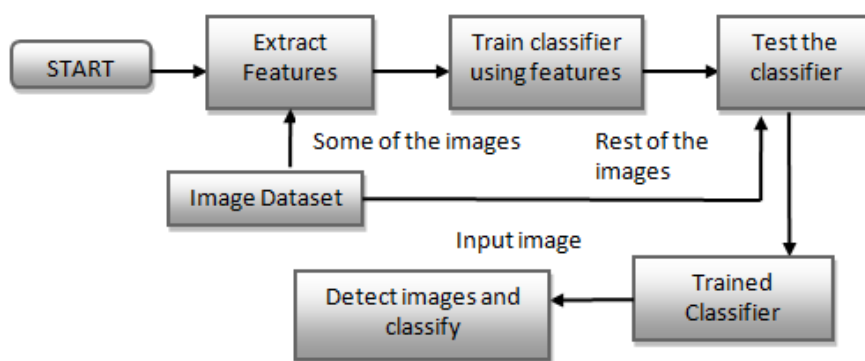 START
Extract
Features
Train classifier
using features
Test the
classifier
Some of the images
Rest of the
images
Image Dataset
Input image
Trained
Classifier
Detect images and
classify